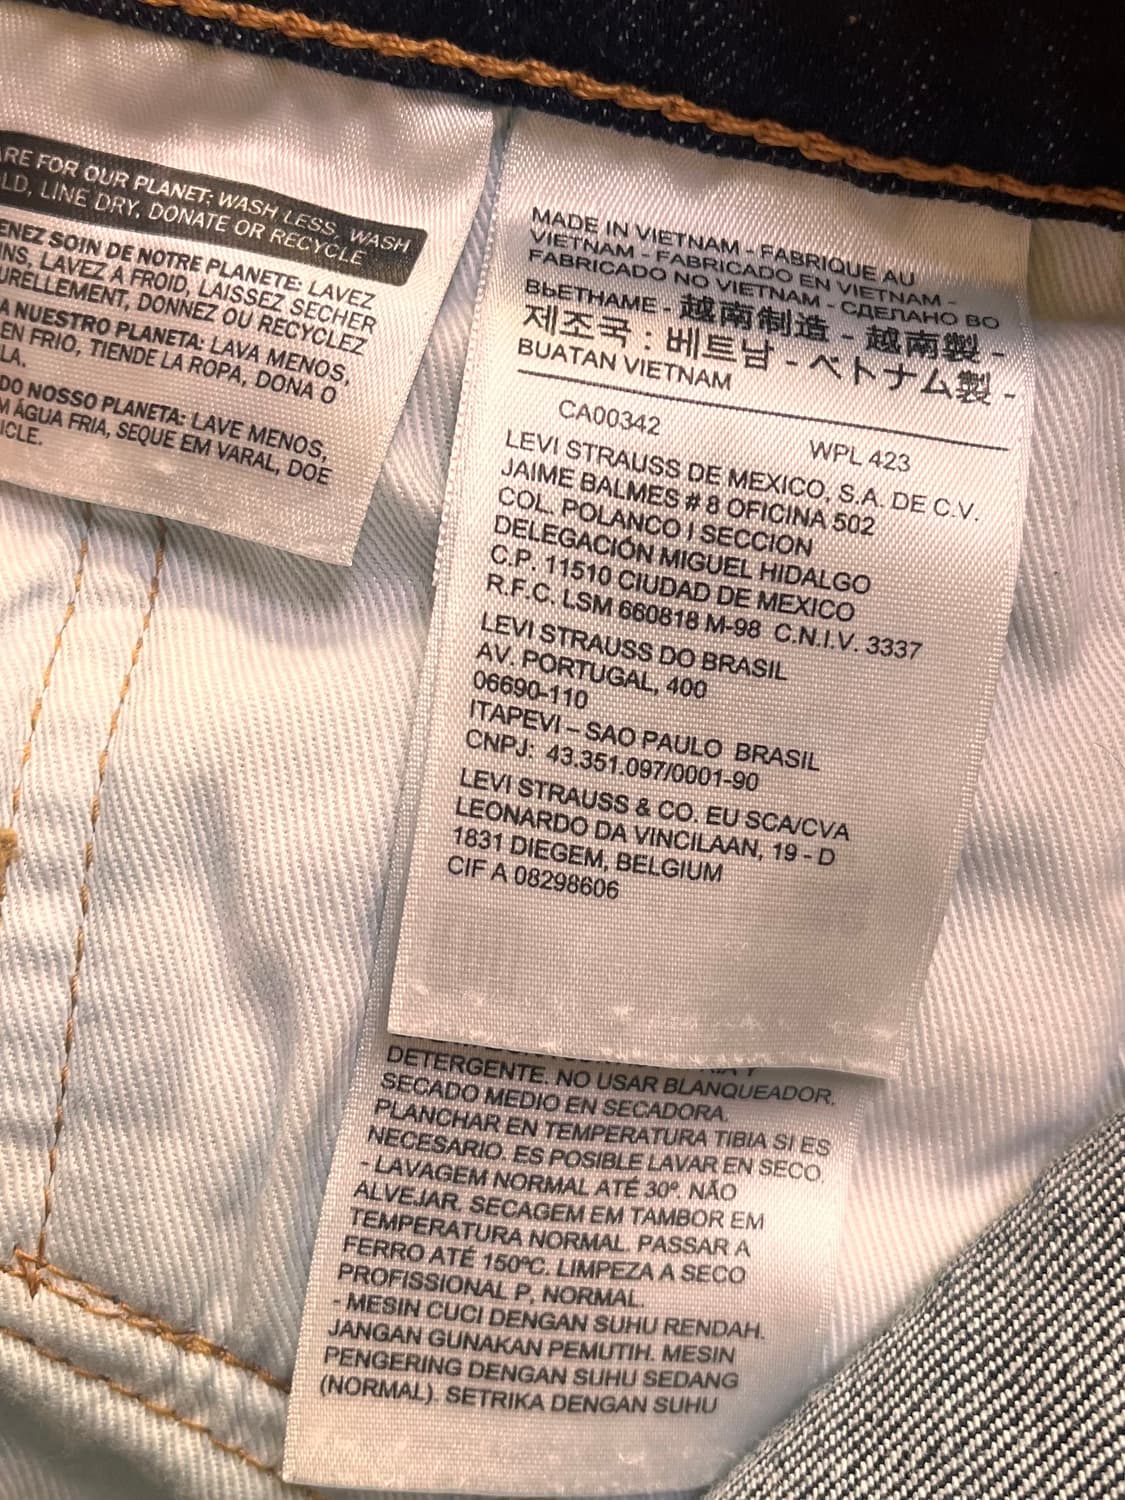 ARE FOR OUR PLANET: WASH LESS, WASH
LD, LINE DRY, DONATE OR RECYCLE
ENEZ SOIN DE NOTRE PLANETE: LAVEZ
INS, LAVEZ A FROID, LAISSEZ SECHER
URELLEMENT, DONNEZ OU RECYCLEZ
A NUESTRO PLANETA: LAVA MENOS,
EN FRIO, TIENDE LA ROPA, DONA O
LA.
DO NOSSO PLANETA: LAVE MENOS,
M ÁGUA FRIA, SEQUE EM VARAL, DOE
ICLE.
MADE IN VIETNAM - FABRIQUE AU
VIETNAM - FABRICADO EN VIETNAM -
FABRICADO NO VIETNAM - СДЕЛАНО ВО
ВЬЕТНАМЕ - 越南制造 - 越南製 -
제조국 : 베트남 - ベトナム製 -
BUATAN VIETNAM
CA00342 WPL 423
LEVI STRAUSS DE MEXICO, S.A. DE C.V.
JAIME BALMES # 8 OFICINA 502
COL. POLANCO I SECCION
DELEGACIÓN MIGUEL HIDALGO
C.P. 11510 CIUDAD DE MEXICO
R.F.C. LSM 660818 M-98 C.N.I.V. 3337
LEVI STRAUSS DO BRASIL
AV. PORTUGAL, 400
06690-110
ITAPEVI – SAO PAULO BRASIL
CNPJ: 43.351.097/0001-90
LEVI STRAUSS & CO. EU SCA/CVA
LEONARDO DA VINCILAAN, 19 - D
1831 DIEGEM, BELGIUM
CIF A 08298606
DETERGENTE. NO USAR BLANQUEADOR.
SECADO MEDIO EN SECADORA.
PLANCHAR EN TEMPERATURA TIBIA SI ES
NECESARIO. ES POSIBLE LAVAR EN SECO.
- LAVAGEM NORMAL ATÉ 30º. NÃO
ALVEJAR. SECAGEM EM TAMBOR EM
TEMPERATURA NORMAL. PASSAR A
FERRO ATÉ 150ºC. LIMPEZA A SECO
PROFISSIONAL P, NORMAL.
- MESIN CUCI DENGAN SUHU RENDAH.
JANGAN GUNAKAN PEMUTIH. MESIN
PENGERING DENGAN SUHU SEDANG
(NORMAL). SETRIKA DENGAN SUHU